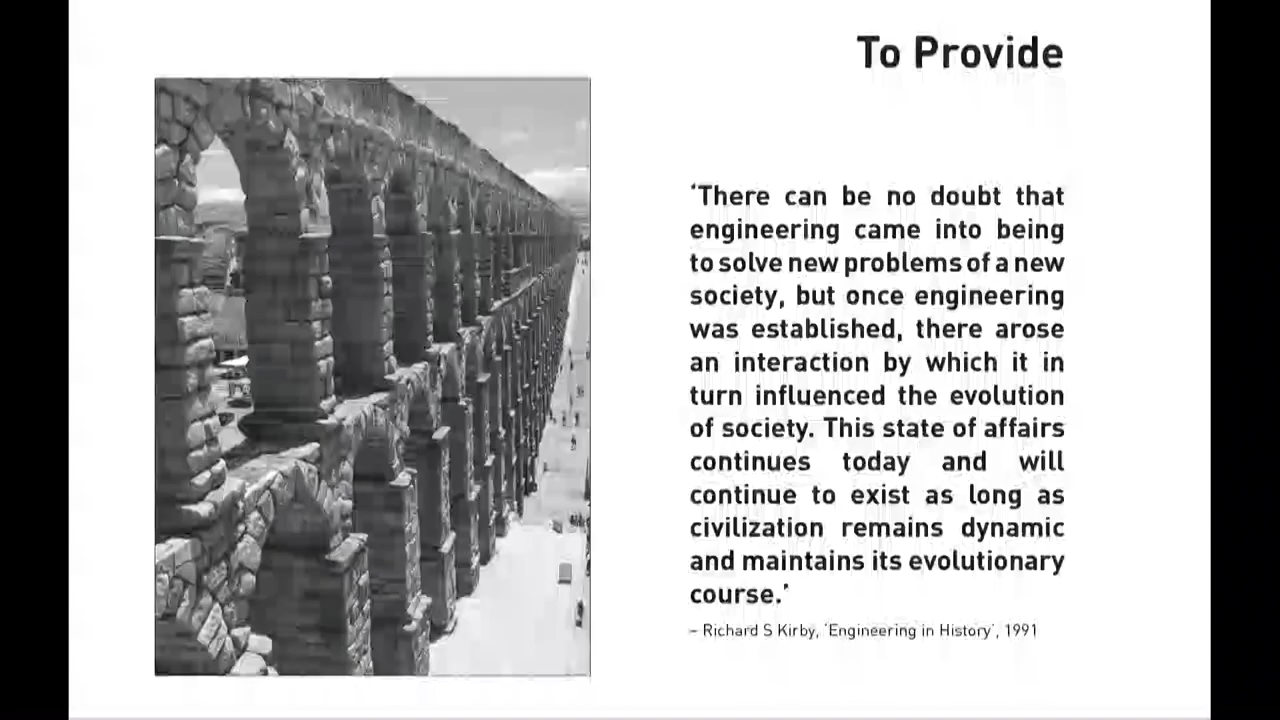 To Provide
‘There can be no doubt that
engineering came into being
to solve new problems of a new
society, but once engineering
was established, there arose
an interaction by which it in
turn influenced the evolution
of society. This state of affairs
continues today and will
continue to exist as long as
civilization remains dynamic
and maintains its evolutionary
course.’
– Richard S Kirby, ‘Engineering in History’, 1991